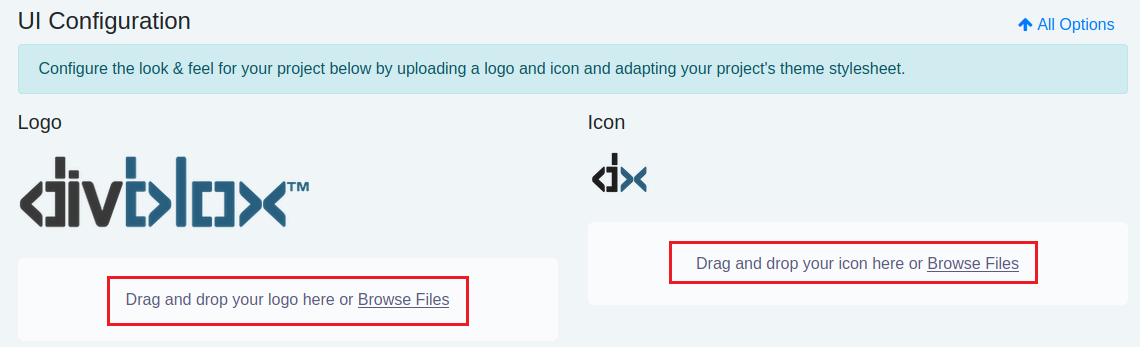 UI Configuration
All Options
Configure the look & feel for your project below by uploading a logo and icon and adapting your project's theme stylesheet.
Logo
Icon
divblox™
dx
Drag and drop your logo here or Browse Files
Drag and drop your icon here or Browse Files